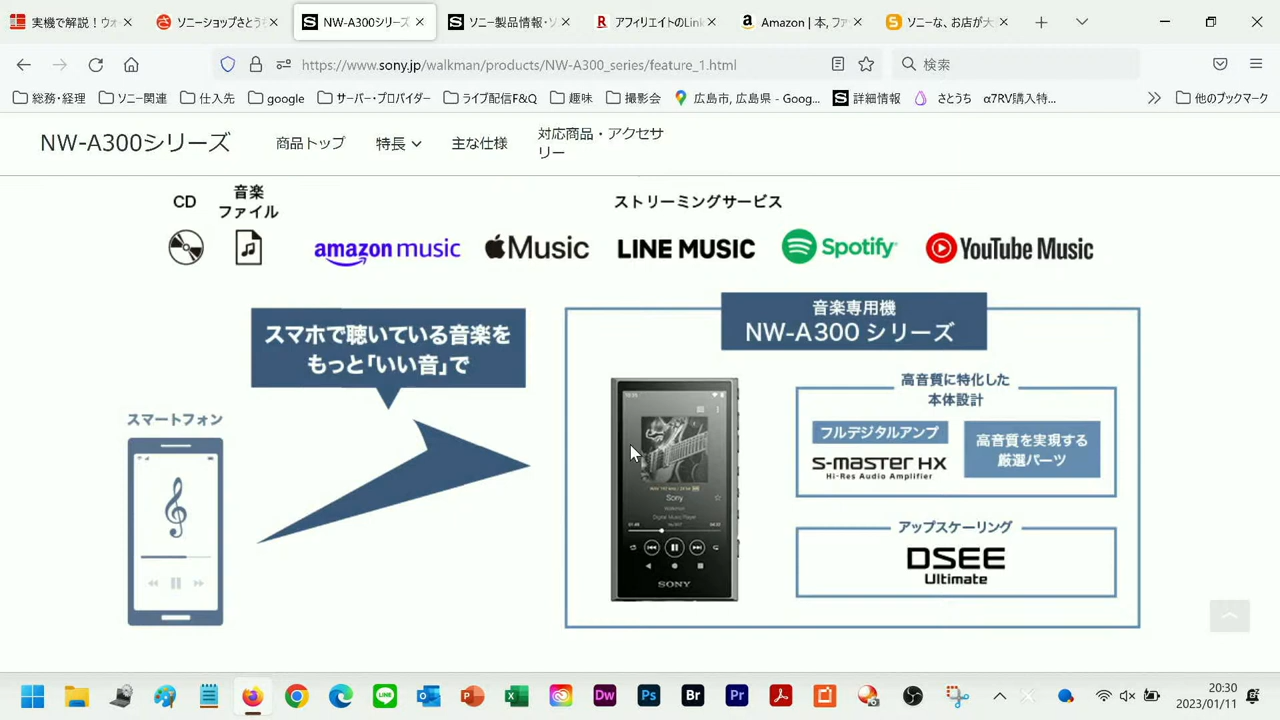 実機で解説！ウォ
ソニーショップさとうち
NW-A300シリーズ
ソニー製品情報・ソ
アフィリエイトのLink
Amazon | 本, ファ
ソニーな、お店が大
https://www.sony.jp/walkman/products/NW-A300_series/feature_1.html
検索
総務・経理
ソニー関連
仕入先
google
サーバー・プロバイダー
ライブ配信F&Q
趣味
撮影会
広島市, 広島県 - Goog...
詳細情報
さとうち α7RV購入特...
他のブックマーク
NW-A300シリーズ
商品トップ
特長
主な仕様
対応商品・アクセサ
リー
CD
音楽
ファイル
ストリーミングサービス
amazon music
Music
LINE MUSIC
Spotify
YouTube Music
スマホで聴いている音楽を
もっと「いい音」で
スマートフォン
音楽専用機
NW-A300 シリーズ
Sony
Walkman
Digital Music Player
SONY
高音質に特化した
本体設計
フルデジタルアンプ
S-MASTER HX
Hi-Res Audio Amplifier
高音質を実現する
厳選パーツ
アップスケーリング
DSEE
Ultimate
LINE
Dw
Ps
Br
Pr
20:30
2023/01/11